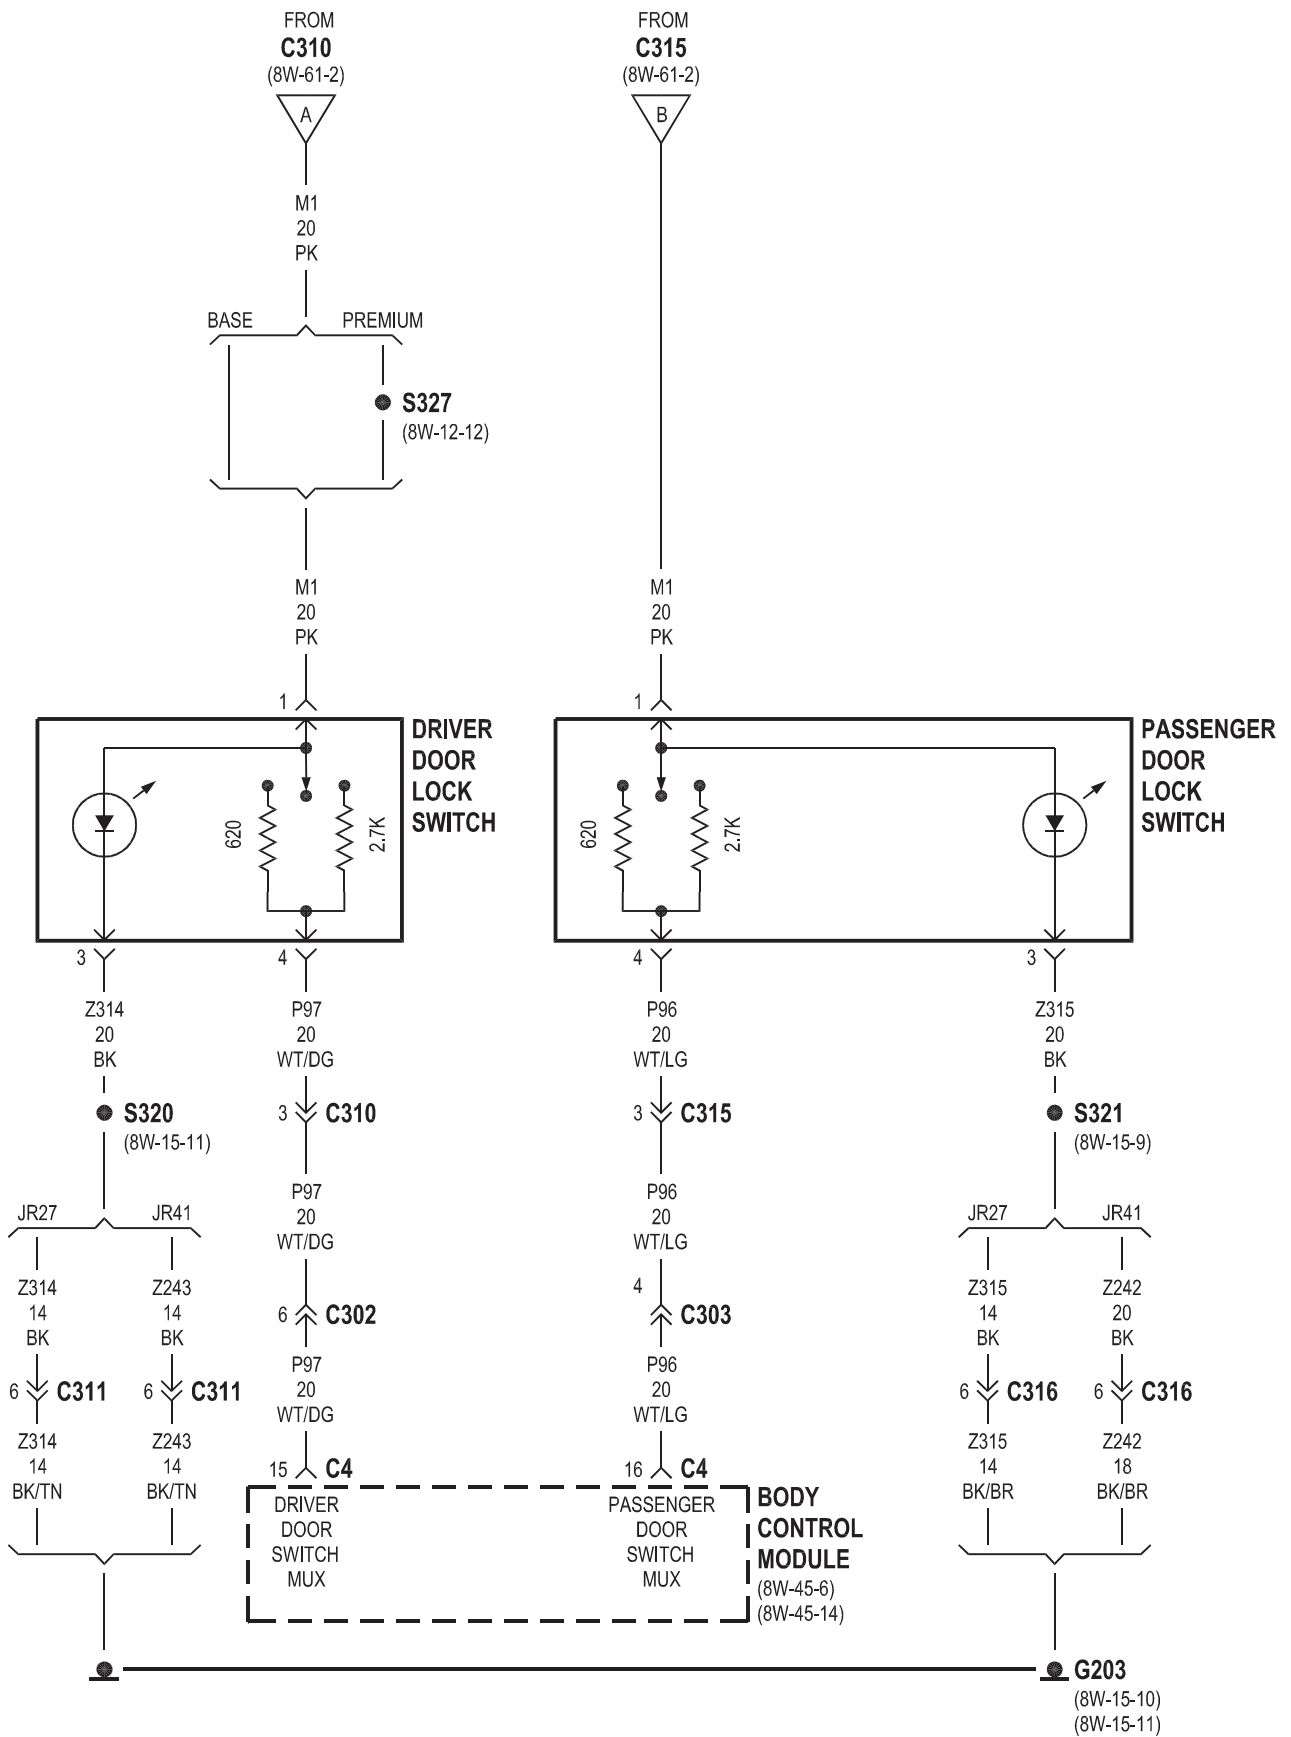 FROM
C310
(8W-61-2)
A
FROM
C315
(8W-61-2)
B
M1
20
PK
BASE
PREMIUM
S327
(8W-12-12)
M1
20
PK
M1
20
PK
1
1
DRIVER
DOOR
LOCK
SWITCH
620
2.7K
PASSENGER
DOOR
LOCK
SWITCH
620
2.7K
3
4
4
3
Z314
20
BK
P97
20
WT/DG
P96
20
WT/LG
Z315
20
BK
S320
(8W-15-11)
3
C310
3
C315
S321
(8W-15-9)
JR27
JR41
P97
20
WT/DG
P96
20
WT/LG
JR27
JR41
Z314
14
BK
Z243
14
BK
6
C302
4
C303
Z315
14
BK
Z242
20
BK
6
C311
6
C311
P97
20
WT/DG
P96
20
WT/LG
6
C316
6
C316
Z314
14
BK/TN
Z243
14
BK/TN
15
C4
16
C4
Z315
14
BK/BR
Z242
18
BK/BR
DRIVER
DOOR
SWITCH
MUX
PASSENGER
DOOR
SWITCH
MUX
BODY
CONTROL
MODULE
(8W-45-6)
(8W-45-14)
G203
(8W-15-10)
(8W-15-11)